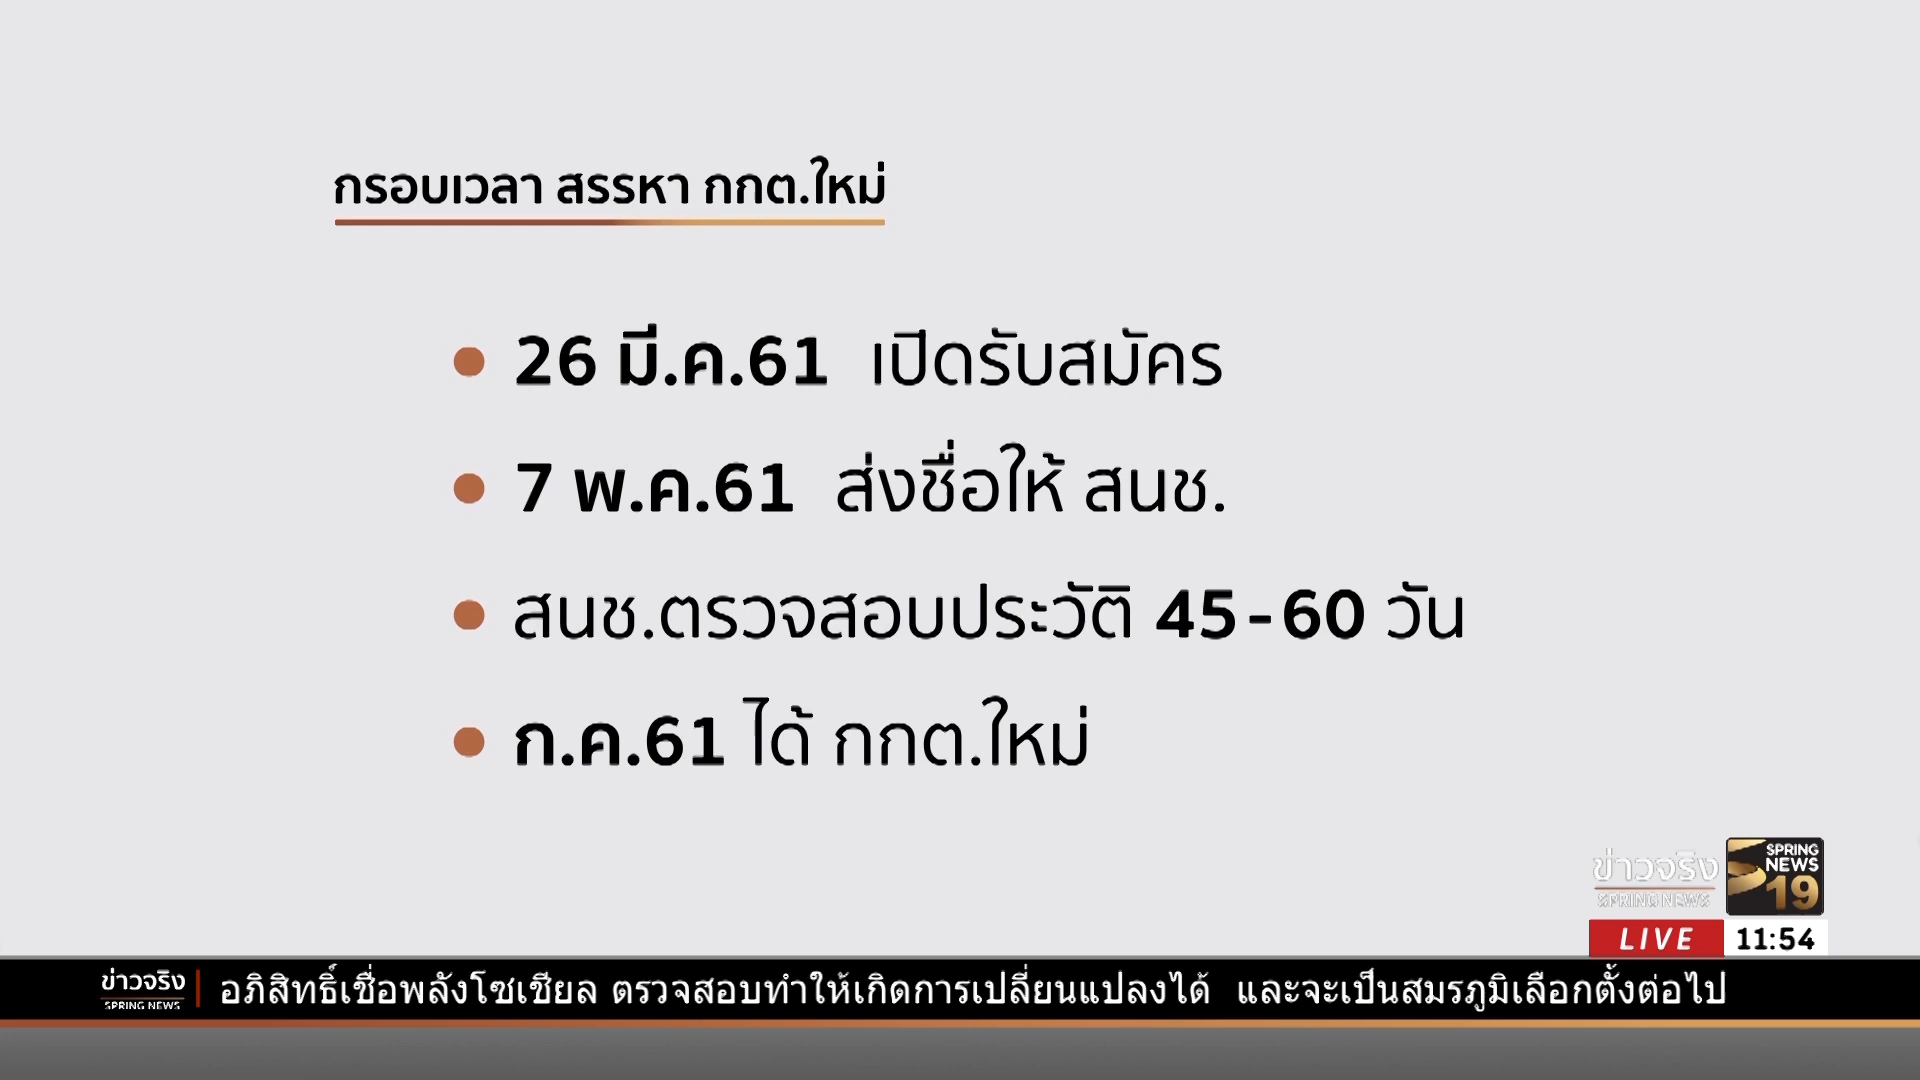 กรอบเวลา สรรหา กกต.ใหม่
26 มี.ค.61 เปิดรับสมัคร
7 พ.ค.61 ส่งชื่อให้ สนช.
สนช.ตรวจสอบประวัติ 45-60 วัน
ก.ค.61 ได้ กกต.ใหม่
ข่าวจริง
SPRING NEWS
SPRING
NEWS
19
LIVE 11:54
ข่าวจริง
SPRING NEWS
อภิสิทธิ์เชื่อพลังโซเชียล ตรวจสอบทำให้เกิดการเปลี่ยนแปลงได้ และจะเป็นสมรภูมิเลือกตั้งต่อไป